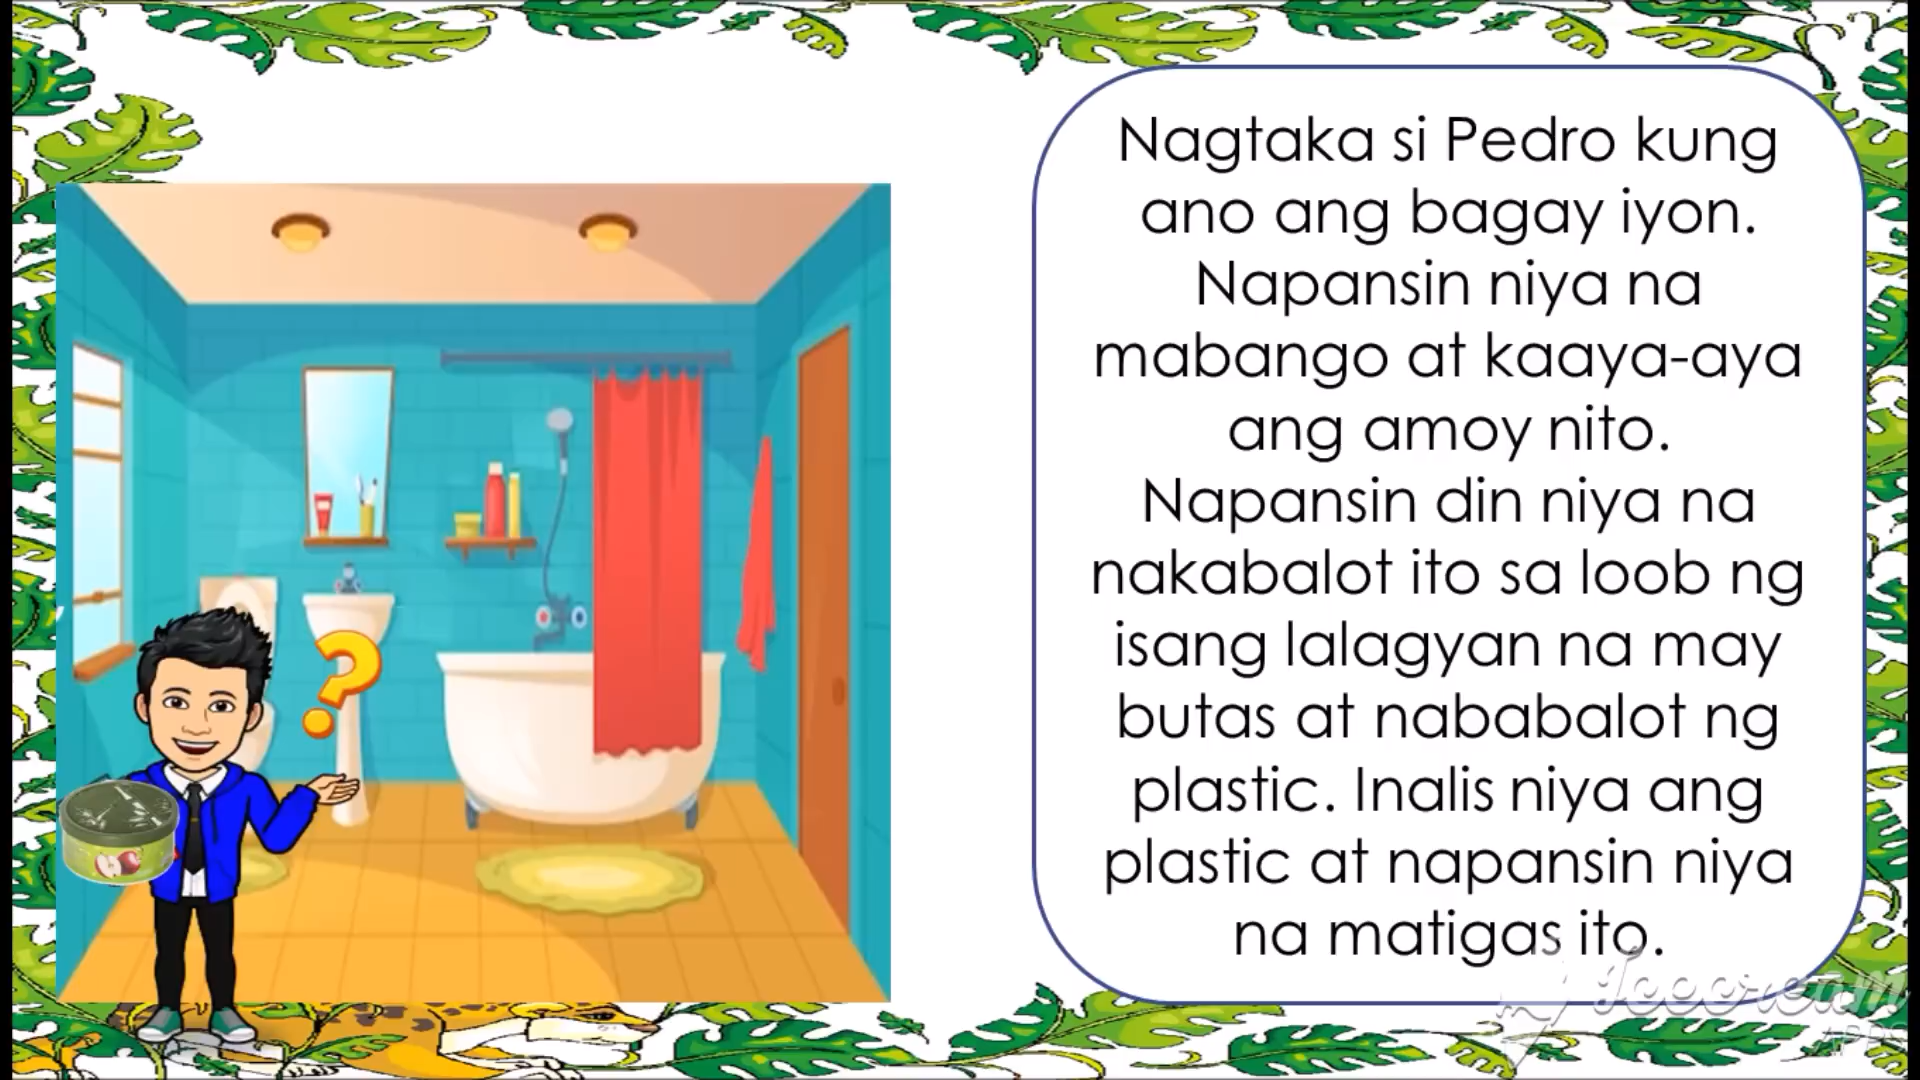 Nagtaka si Pedro kung
ano ang bagay iyon.
Napansin niya na
mabango at kaaya-aya
ang amoy nito.
Napansin din niya na
nakabalot ito sa loob ng
isang lalagyan na may
butas at nababalot ng
plastic. Inalis niya ang
plastic at napansin niya
na matigas ito.
?
Icecream
APPS